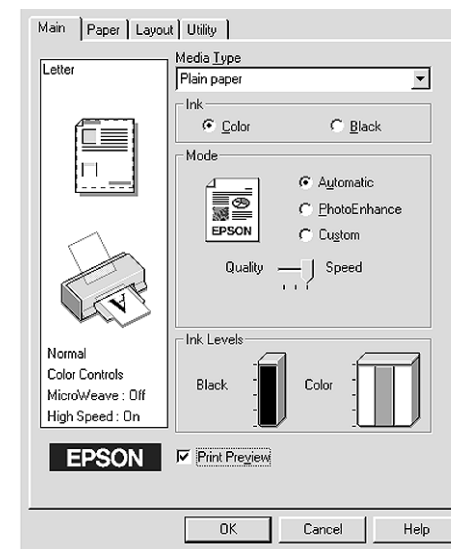 Main Paper Layout Utility
Letter
Media Type
Plain paper
Ink
Color Black
Mode
EPSON
Automatic
PhotoEnhance
Custom
Quality Speed
A
Normal
Color Controls
MicroWeave : Off
High Speed : On
Ink Levels
Black Color
EPSON
Print Preview
OK Cancel Help